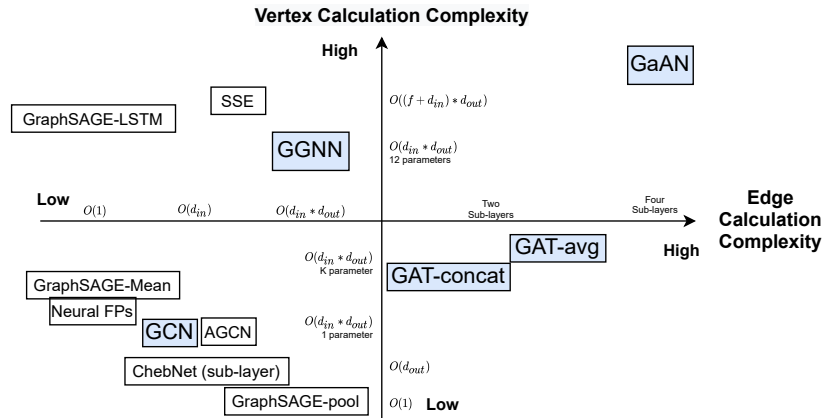 Vertex Calculation Complexity
High
GaAN
SSE
O((f + d_in) * d_out)
GraphSAGE-LSTM
GGNN
O(d_in * d_out)
12 parameters
Low
O(1)
O(d_in)
O(d_in * d_out)
Two
Sub-layers
Four
Sub-layers
Edge
Calculation
Complexity
High
GAT-avg
O(d_in * d_out)
K parameter
GAT-concat
GraphSAGE-Mean
Neural FPs
GCN
AGCN
O(d_in * d_out)
1 parameter
ChebNet (sub-layer)
O(d_out)
GraphSAGE-pool
O(1)
Low